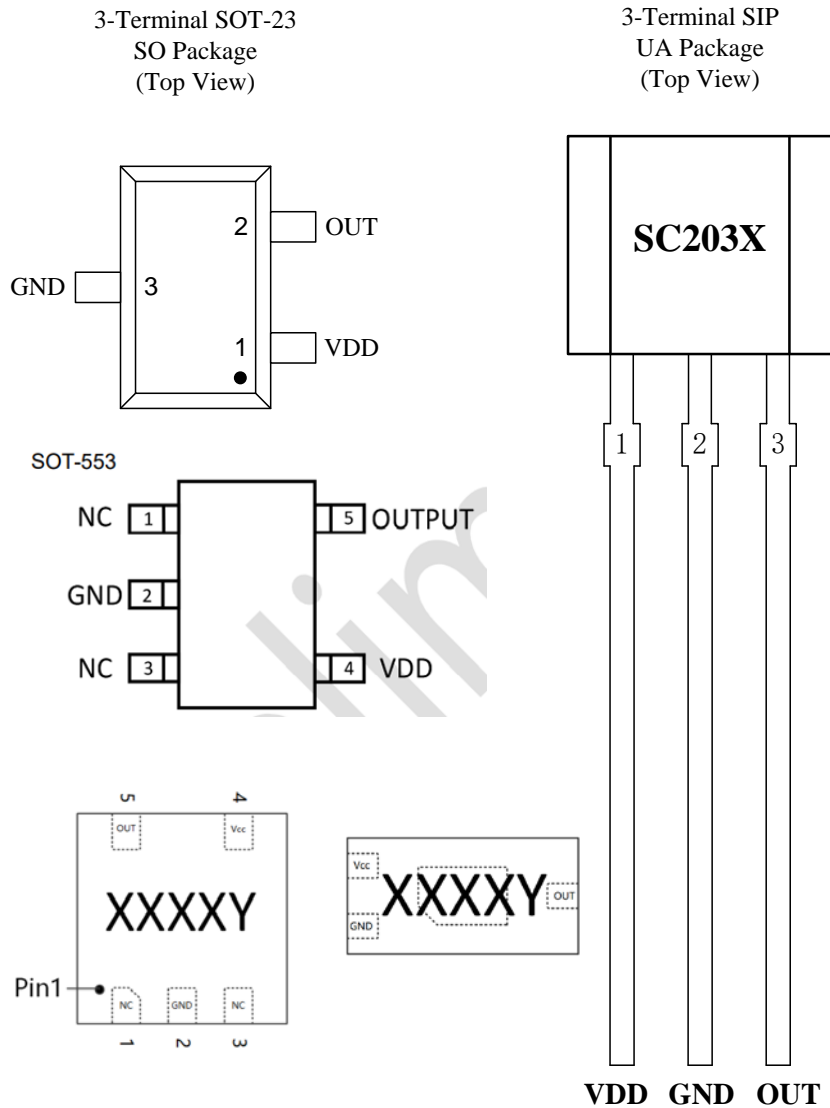 3-Terminal SOT-23
SO Package
(Top View)
3-Terminal SIP
UA Package
(Top View)
2
OUT
GND
3
1
VDD
SC203X
1
2
3
SOT-553
NC
1
5
OUTPUT
GND
2
NC
3
4
VDD
5
4
OUT
Vcc
XXXXY
Pin1
NC
GND
NC
1
2
3
Vcc
GND
XXXXY
OUT
VDD GND OUT